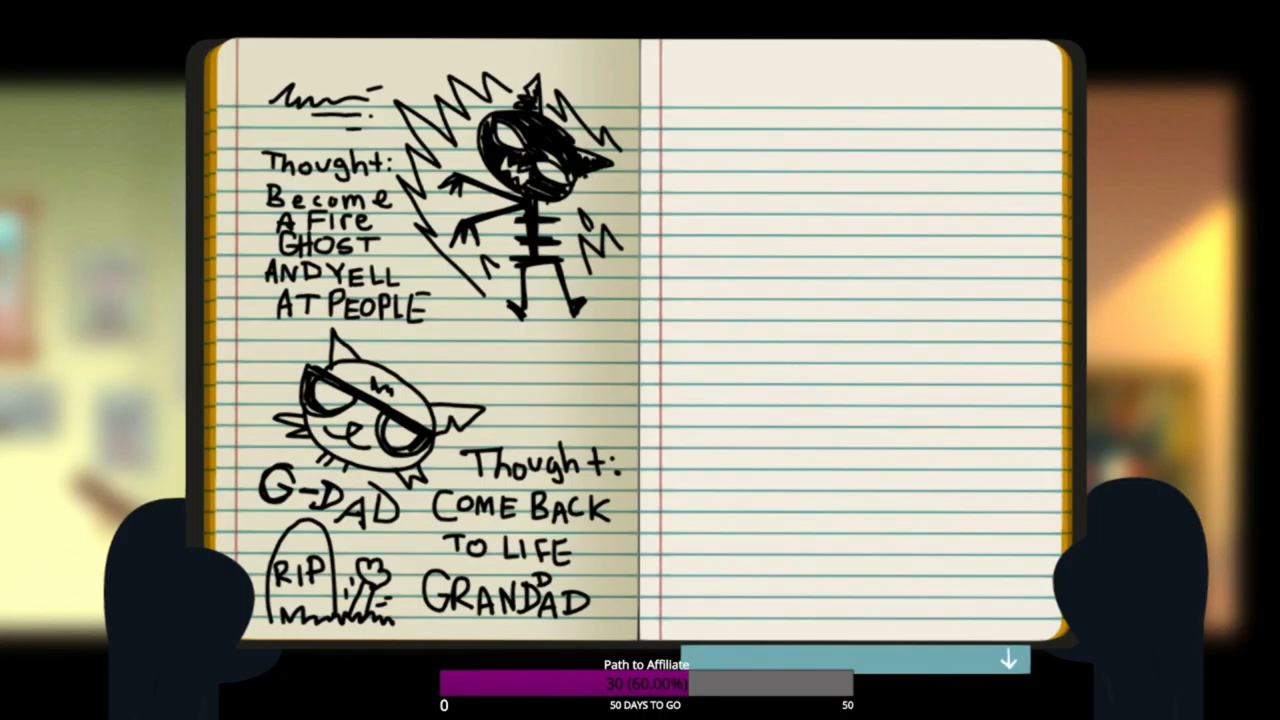 Thought:
Become
A Fire
GHOST
AND YELL
AT PEOPLE
G-DAD
RIP
Thought:
COME BACK
TO LIFE
GRANDDAD
Path to Affiliate
30 (60.00%)
0
50 DAYS TO GO
50